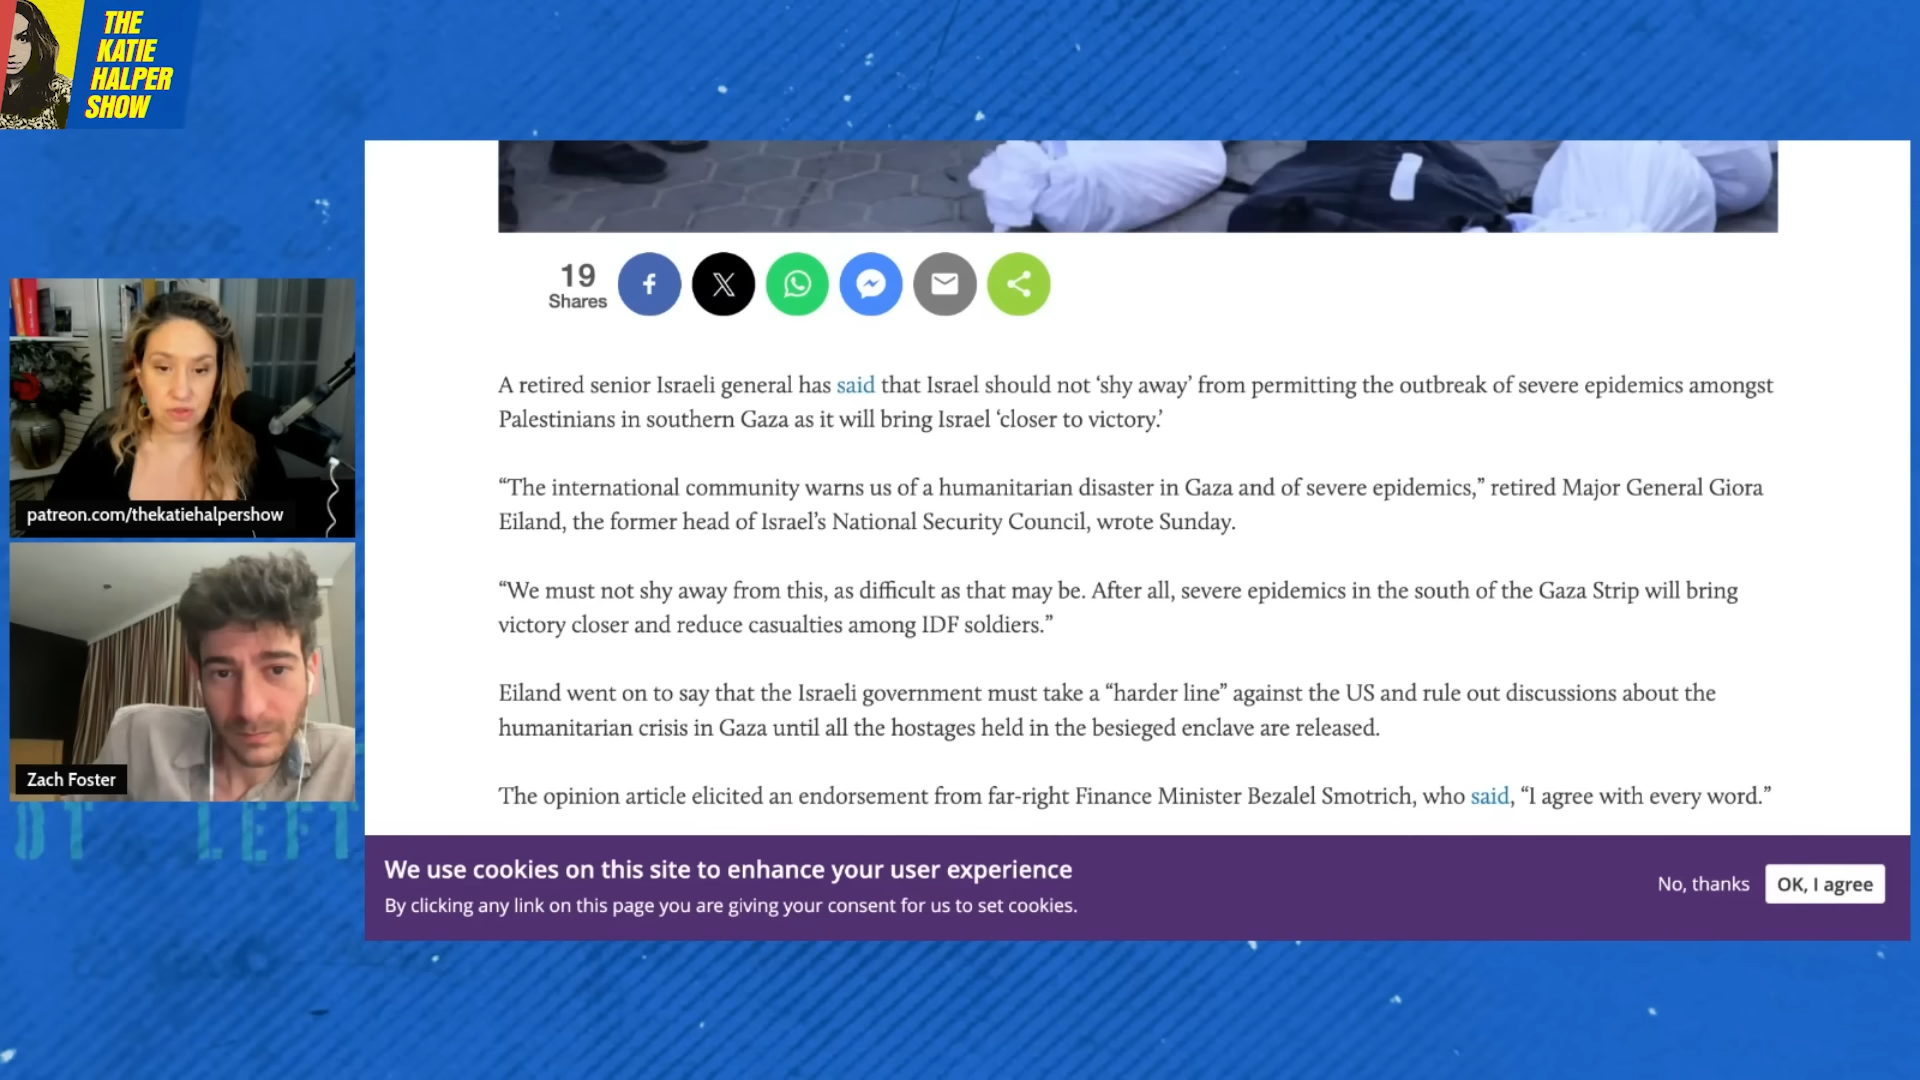 THE
KATIE
HALPER
SHOW
19
Shares
A retired senior Israeli general has said that Israel should not ‘shy away’ from permitting the outbreak of severe epidemics amongst
Palestinians in southern Gaza as it will bring Israel ‘closer to victory.’
“The international community warns us of a humanitarian disaster in Gaza and of severe epidemics,” retired Major General Giora
Eiland, the former head of Israel’s National Security Council, wrote Sunday.
“We must not shy away from this, as difficult as that may be. After all, severe epidemics in the south of the Gaza Strip will bring
victory closer and reduce casualties among IDF soldiers.”
Eiland went on to say that the Israeli government must take a “harder line” against the US and rule out discussions about the
humanitarian crisis in Gaza until all the hostages held in the besieged enclave are released.
The opinion article elicited an endorsement from far-right Finance Minister Bezalel Smotrich, who said, “I agree with every word.”
We use cookies on this site to enhance your user experience
By clicking any link on this page you are giving your consent for us to set cookies.
No, thanks
OK, I agree
patreon.com/thekatiehalpershow
Zach Foster
LEFT